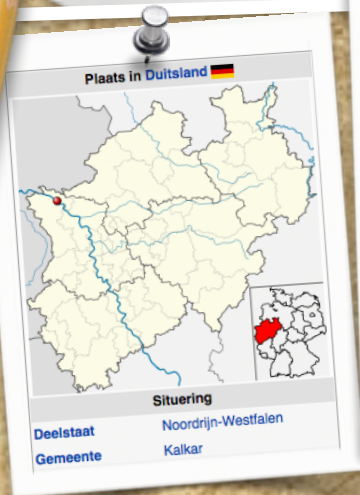 Plaats in Duitsland
Situering
Deelstaat Noordrijn-Westfalen
Gemeente Kalkar